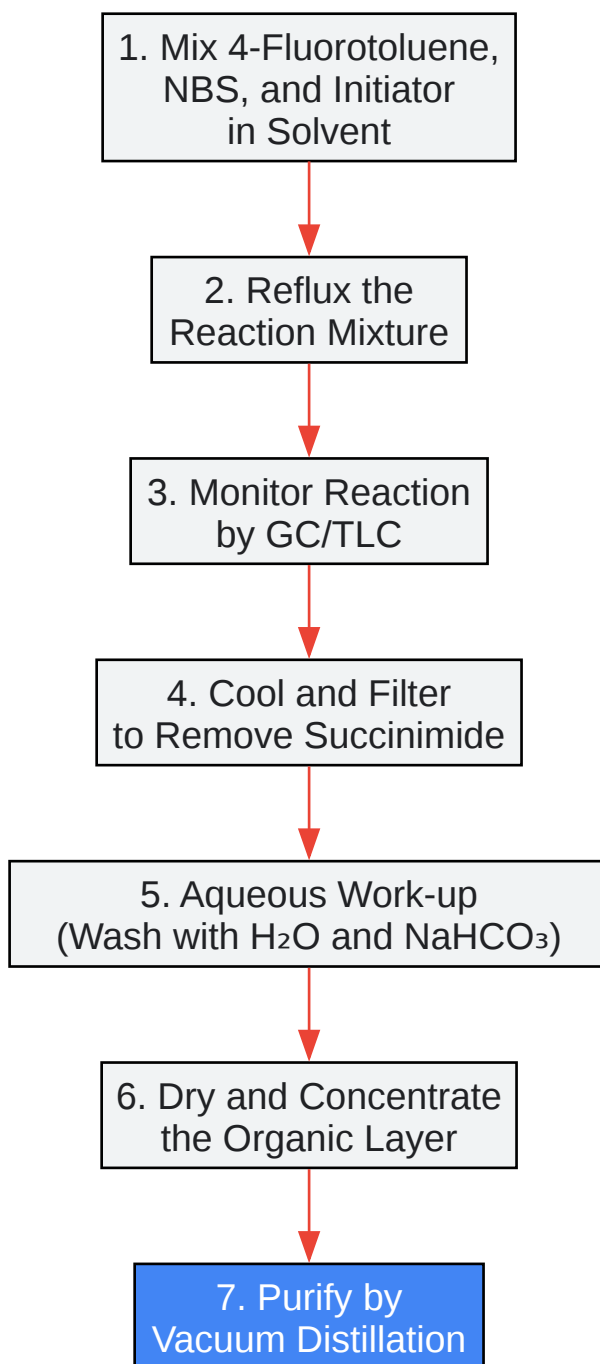 1. Mix 4-Fluorotoluene,
NBS, and Initiator
in Solvent
2. Reflux the
Reaction Mixture
3. Monitor Reaction
by GC/TLC
4. Cool and Filter
to Remove Succinimide
5. Aqueous Work-up
(Wash with H₂O and NaHCO₃)
6. Dry and Concentrate
the Organic Layer
7. Purify by
Vacuum Distillation